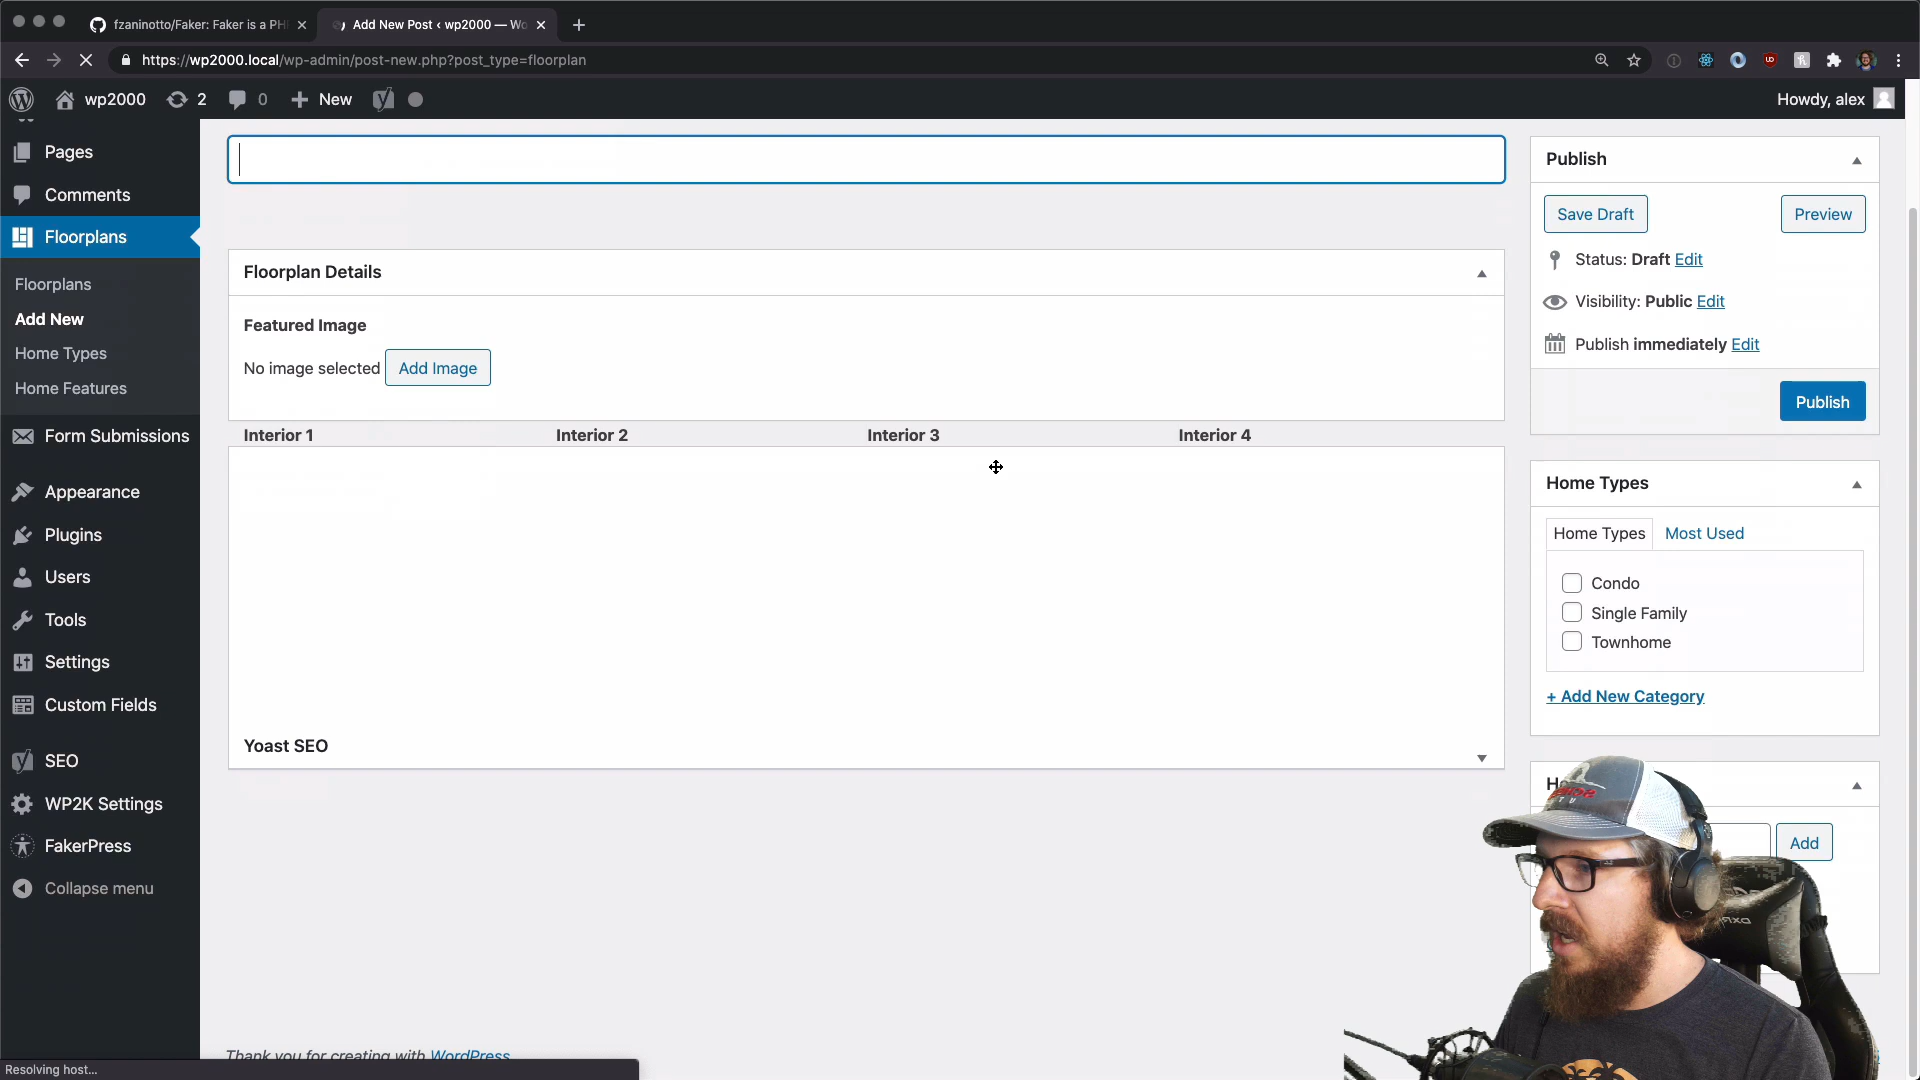 fzaninotto/Faker: Faker is a PH
Add New Post ‹ wp2000 — Wo
https://wp2000.local/wp-admin/post-new.php?post_type=floorplan
wp2000
2
0
New
Howdy, alex
Pages
Comments
Floorplans
Floorplans
Add New
Home Types
Home Features
Form Submissions
Appearance
Plugins
Users
Tools
Settings
Custom Fields
SEO
WP2K Settings
FakerPress
Collapse menu
Floorplan Details
Featured Image
No image selected Add Image
Interior 1 Interior 2 Interior 3 Interior 4
Yoast SEO
Thank you for creating with WordPress
Publish
Save Draft Preview
Status: Draft Edit
Visibility: Public Edit
Publish immediately Edit
Publish
Home Types
Home Types Most Used
Condo
Single Family
Townhome
+ Add New Category
Add
Resolving host...